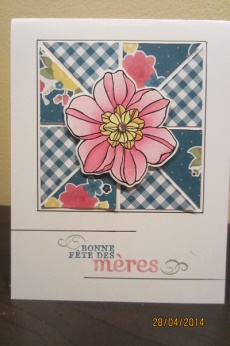 BONNE
FÊTE DES
mères
28/04/2014